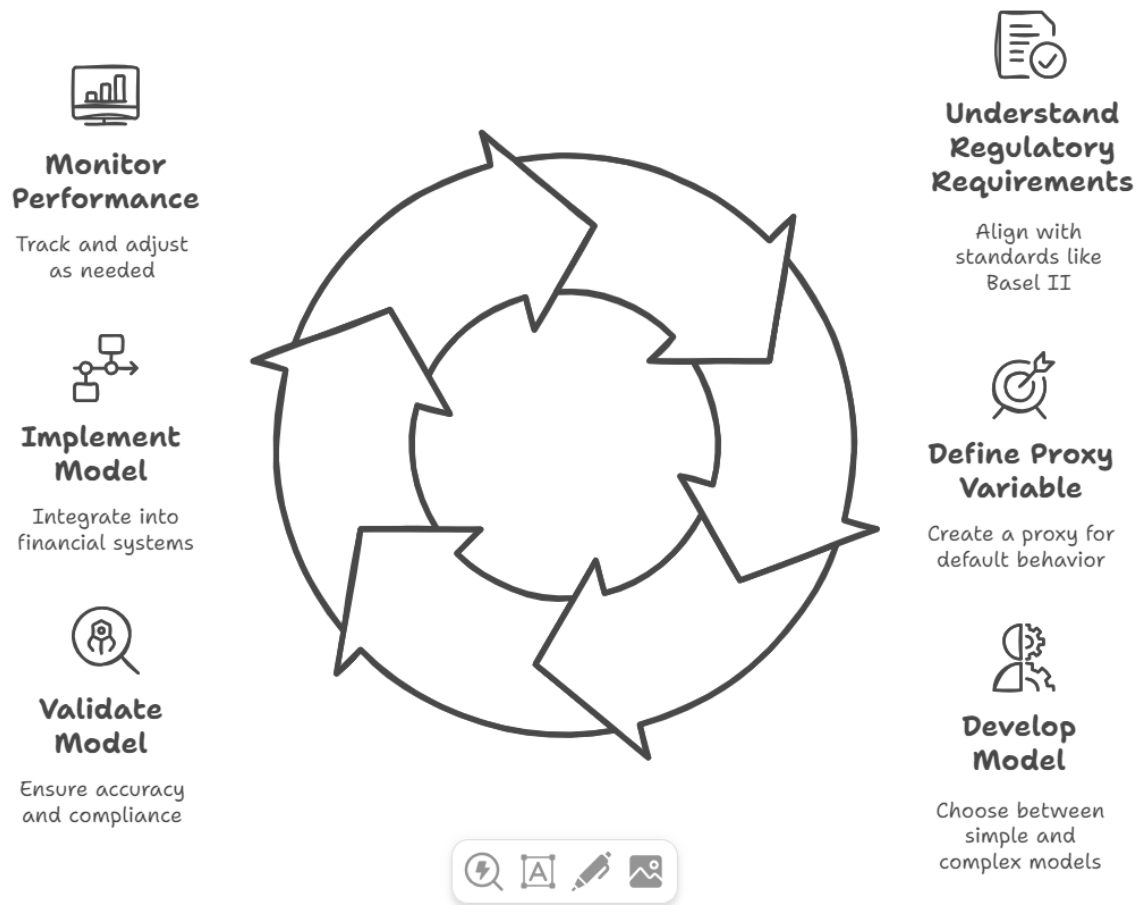 Understand
Regulatory
Requirements
Align with
standards like
Basel II
Define Proxy
Variable
Create a proxy for
default behavior
Develop
Model
Choose between
simple and
complex models
Validate
Model
Ensure accuracy
and compliance
Implement
Model
Integrate into
financial systems
Monitor
Performance
Track and adjust
as needed
A